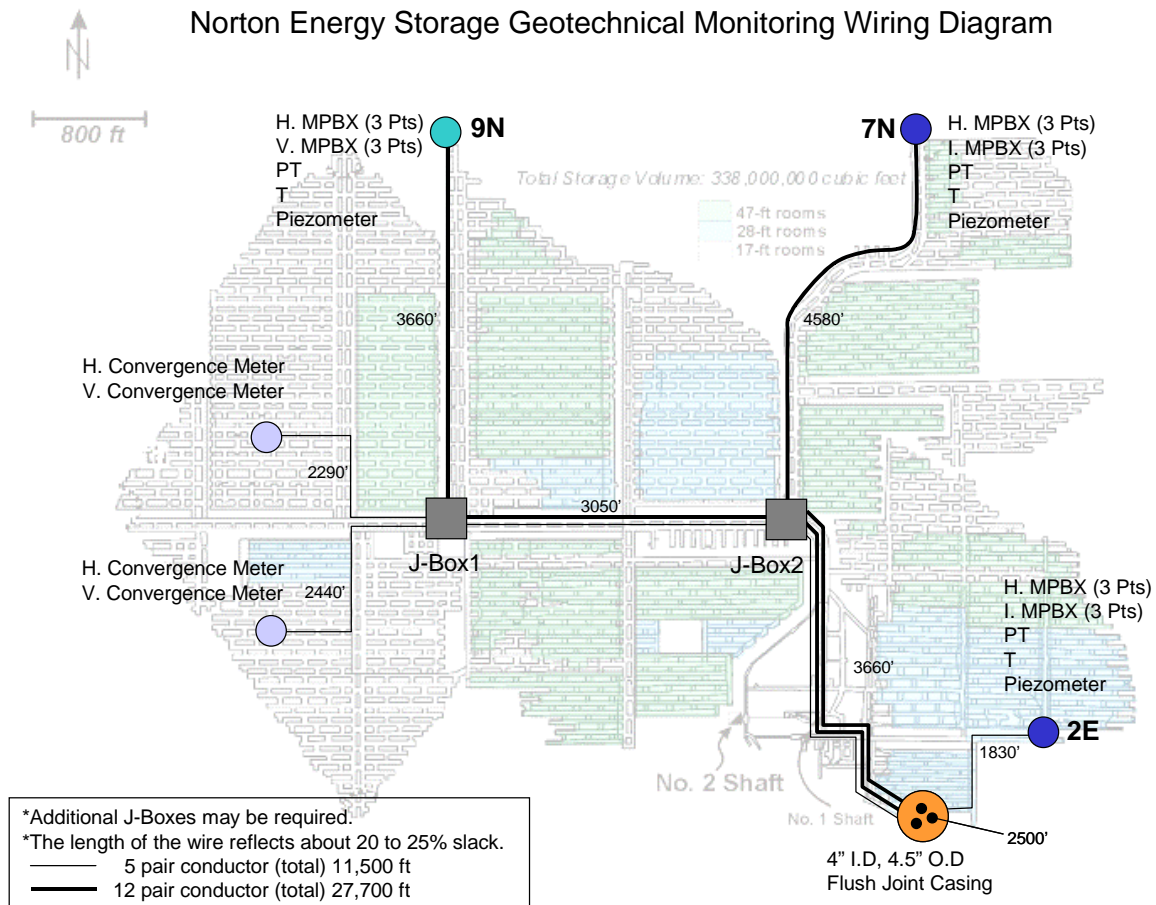 Norton Energy Storage Geotechnical Monitoring Wiring Diagram
N
800 ft
H. MPBX (3 Pts)
V. MPBX (3 Pts)
PT
T
Piezometer
9N
7N
H. MPBX (3 Pts)
I. MPBX (3 Pts)
PT
T
Piezometer
Total Storage Volume: 338,000,000 cubic feet
47-ft rooms
28-ft rooms
17-ft rooms
3660'
4580'
H. Convergence Meter
V. Convergence Meter
2290'
3050'
J-Box1
J-Box2
H. Convergence Meter
V. Convergence Meter
2440'
H. MPBX (3 Pts)
I. MPBX (3 Pts)
PT
T
Piezometer
3660'
2E
1830'
No. 2 Shaft
No. 1 Shaft
2500'
4” I.D, 4.5” O.D
Flush Joint Casing
*Additional J-Boxes may be required.
*The length of the wire reflects about 20 to 25% slack.
5 pair conductor (total) 11,500 ft
12 pair conductor (total) 27,700 ft